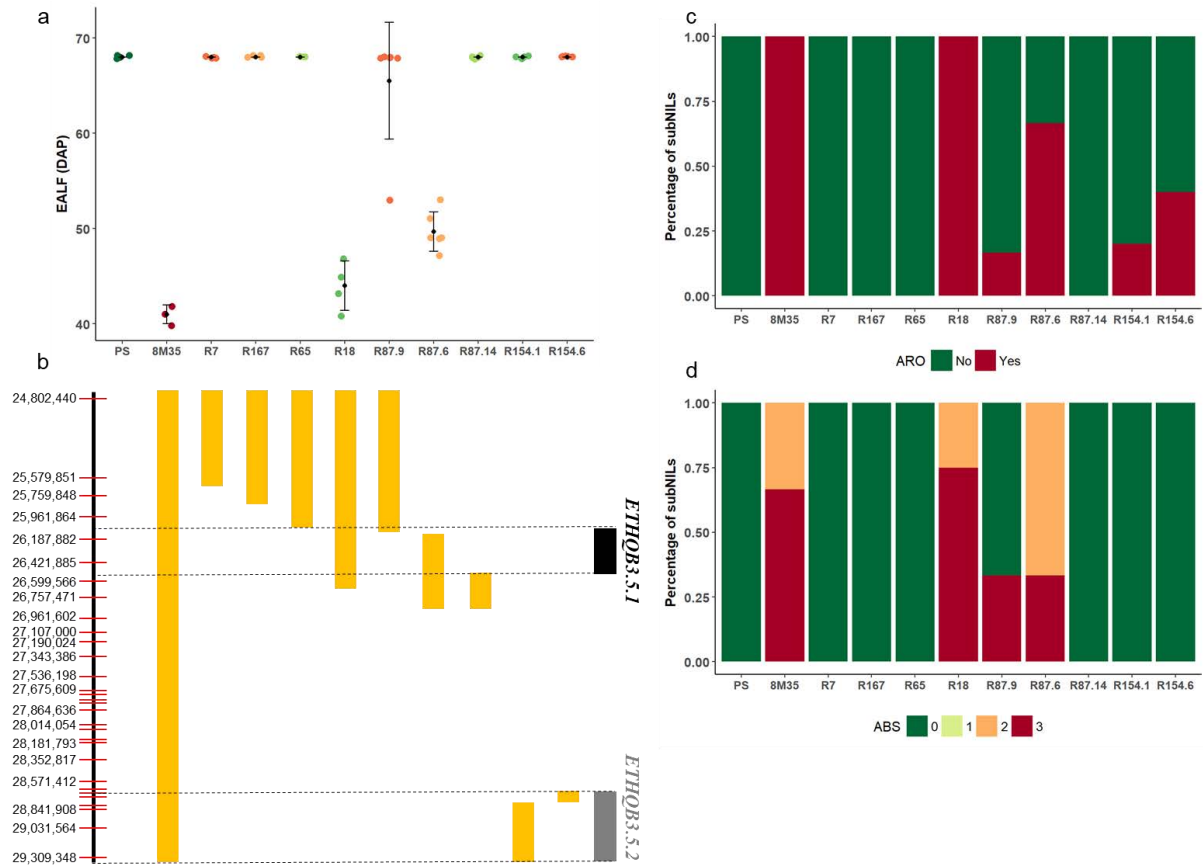 a
EALF (DAP)
70
60
50
40
PS 8M35 R7 R167 R65 R18 R87.9 R87.6 R87.14 R154.1 R154.6
b
24,802,440
25,579,851
25,759,848
25,961,864
26,187,882
26,421,885
26,599,566
26,757,471
26,961,602
27,107,000
27,190,024
27,343,386
27,536,198
27,675,609
27,864,636
28,014,054
28,181,793
28,352,817
28,571,412
28,841,908
29,031,564
29,309,348
ETHQB3.5.1
ETHQB3.5.2
c
Percentage of subNILs
1.00
0.75
0.50
0.25
0.00
PS 8M35 R7 R167 R65 R18 R87.9 R87.6 R87.14 R154.1 R154.6
ARO No Yes
d
Percentage of subNILs
1.00
0.75
0.50
0.25
0.00
PS 8M35 R7 R167 R65 R18 R87.9 R87.6 R87.14 R154.1 R154.6
ABS 0 1 2 3